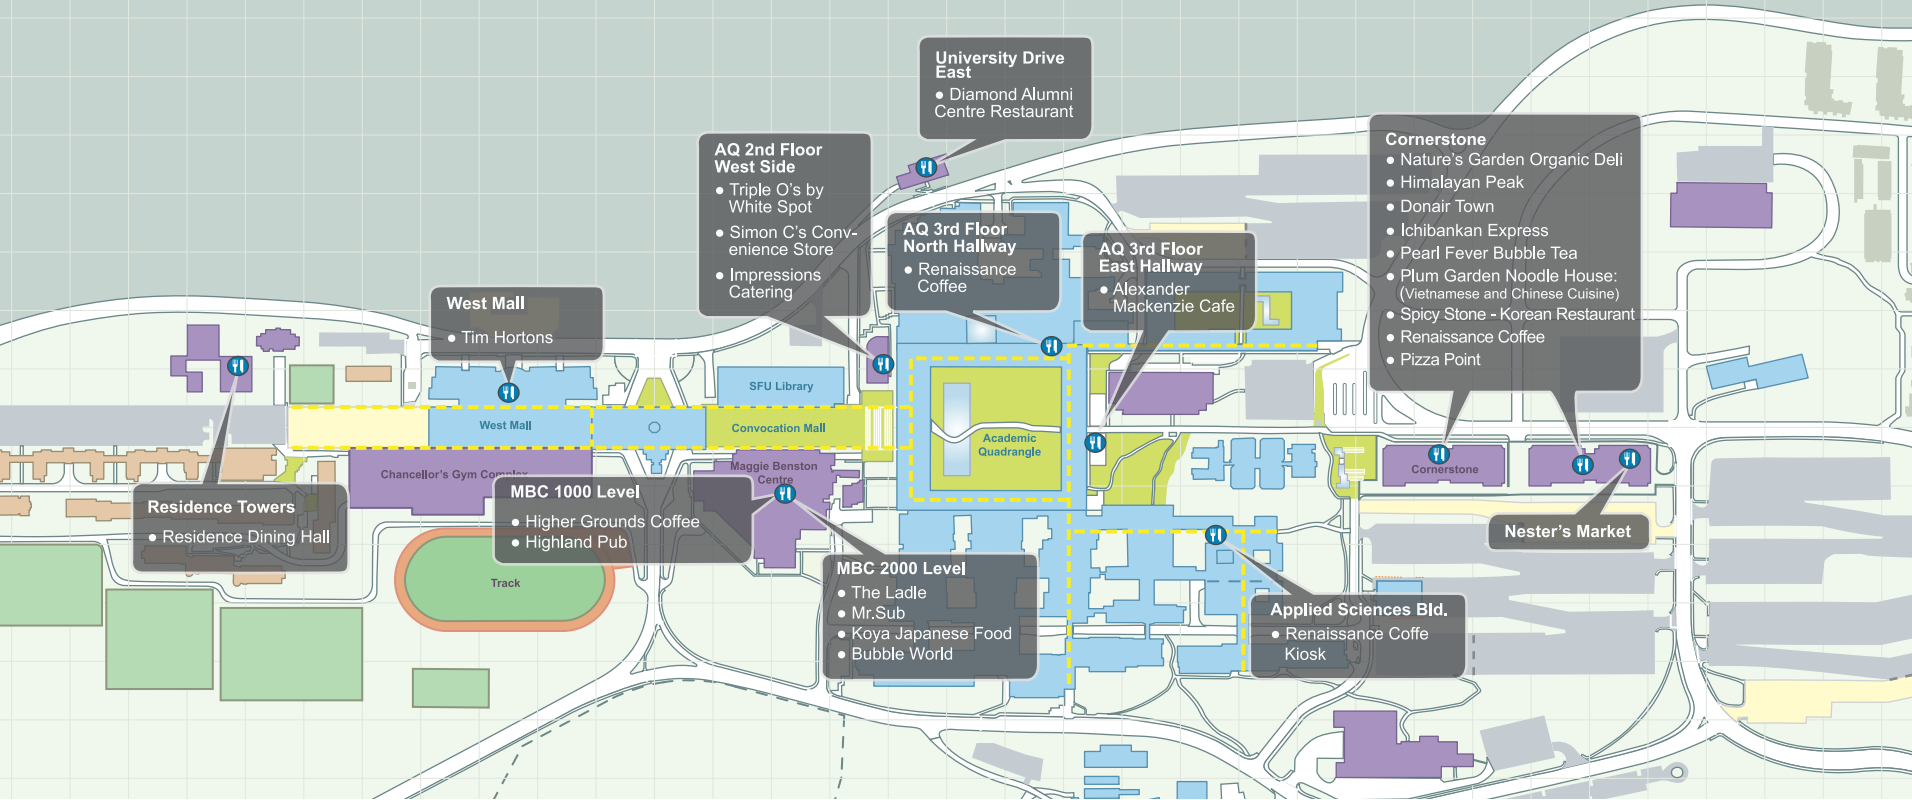 University Drive
East
● Diamond Alumni
Centre Restaurant
AQ 2nd Floor
West Side
● Triple O's by
White Spot
● Simon C's Conv-
enience Store
● Impressions
Catering
AQ 3rd Floor
North Hallway
● Renaissance
Coffee
AQ 3rd Floor
East Hallway
● Alexander
Mackenzie Cafe
Cornerstone
● Nature's Garden Organic Deli
● Himalayan Peak
● Donair Town
● Ichibankan Express
● Pearl Fever Bubble Tea
● Plum Garden Noodle House:
(Vietnamese and Chinese Cuisine)
● Spicy Stone - Korean Restaurant
● Renaissance Coffee
● Pizza Point
West Mall
● Tim Hortons
SFU Library
West Mall
Convocation Mall
Academic
Quadrangle
Chancellor's Gym Complex
Maggie Benston
Centre
Cornerstone
Residence Towers
● Residence Dining Hall
MBC 1000 Level
● Higher Grounds Coffee
● Highland Pub
Track
MBC 2000 Level
● The Ladle
● Mr.Sub
● Koya Japanese Food
● Bubble World
Nester's Market
Applied Sciences Bld.
● Renaissance Coffe
Kiosk